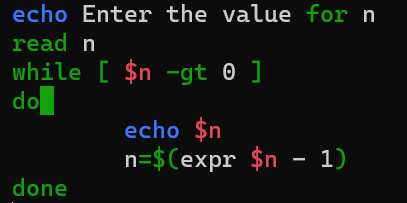 echo Enter the value for n
read n
while [ $n -gt 0 ]
do
        echo $n
        n=$(expr $n - 1)
done